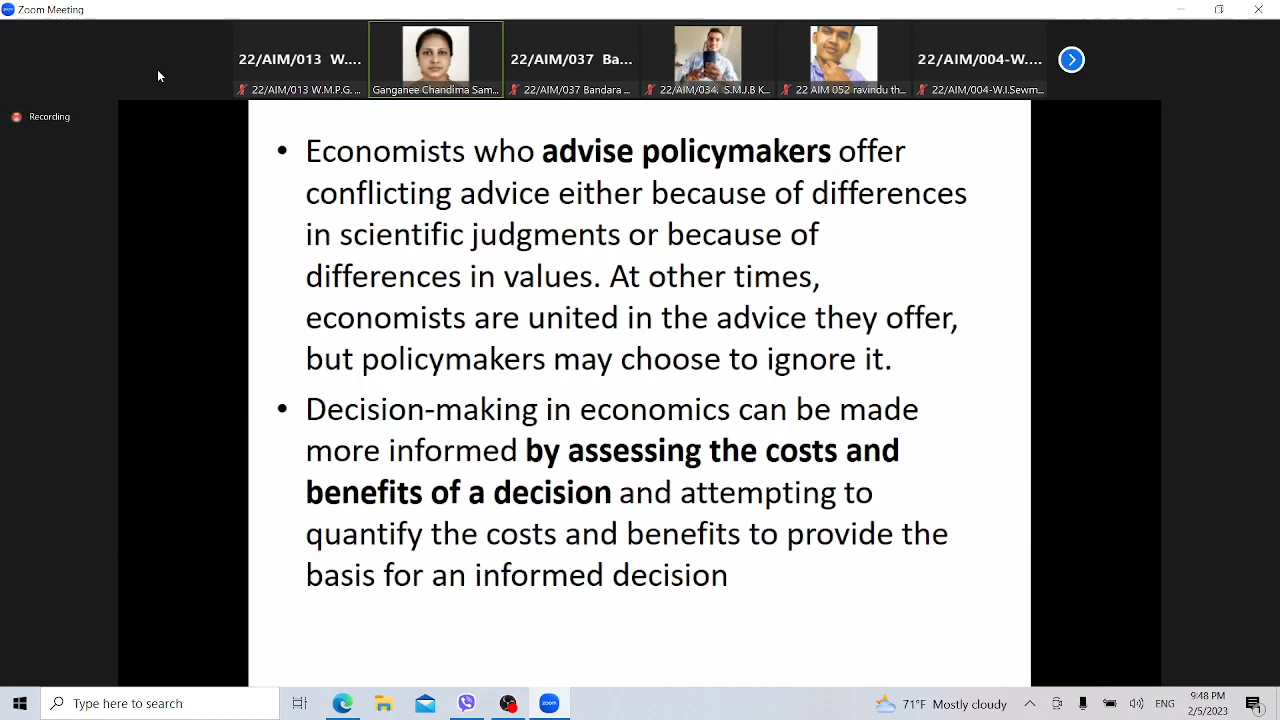 Zoom Meeting
22/AIM/013 W....
22/AIM/037 Ba...
22/AIM/004-W....
22/AIM/013 W.M.P.G. ...
Ganganee Chandima Sam...
22/AIM/037 Bandara ...
22/AIM/034. S.M.J.B K...
22 AIM 052 ravindu th...
22/AIM/004-W.I.Sewm...
Recording
• Economists who advise policymakers offer
conflicting advice either because of differences
in scientific judgments or because of
differences in values. At other times,
economists are united in the advice they offer,
but policymakers may choose to ignore it.
• Decision-making in economics can be made
more informed by assessing the costs and
benefits of a decision and attempting to
quantify the costs and benefits to provide the
basis for an informed decision
Type here to search
zoom
71°F Mostly cloudy
ENG
9:48 PM
2/5/2023
1